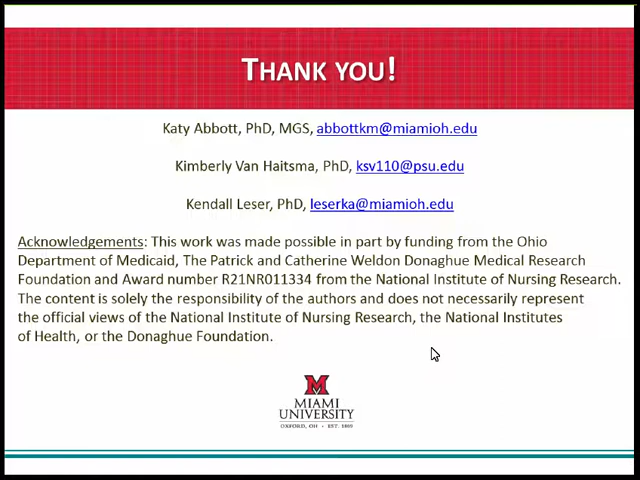 THANK YOU!
Katy Abbott, PhD, MGS, abbottkm@miamioh.edu
Kimberly Van Haitsma, PhD, ksv110@psu.edu
Kendall Leser, PhD, leserka@miamioh.edu
Acknowledgements: This work was made possible in part by funding from the Ohio
Department of Medicaid, The Patrick and Catherine Weldon Donaghue Medical Research
Foundation and Award number R21NR011334 from the National Institute of Nursing Research.
The content is solely the responsibility of the authors and does not necessarily represent
the official views of the National Institute of Nursing Research, the National Institutes
of Health, or the Donaghue Foundation.
M
MIAMI
UNIVERSITY
OXFORD, OH • EST. 1809